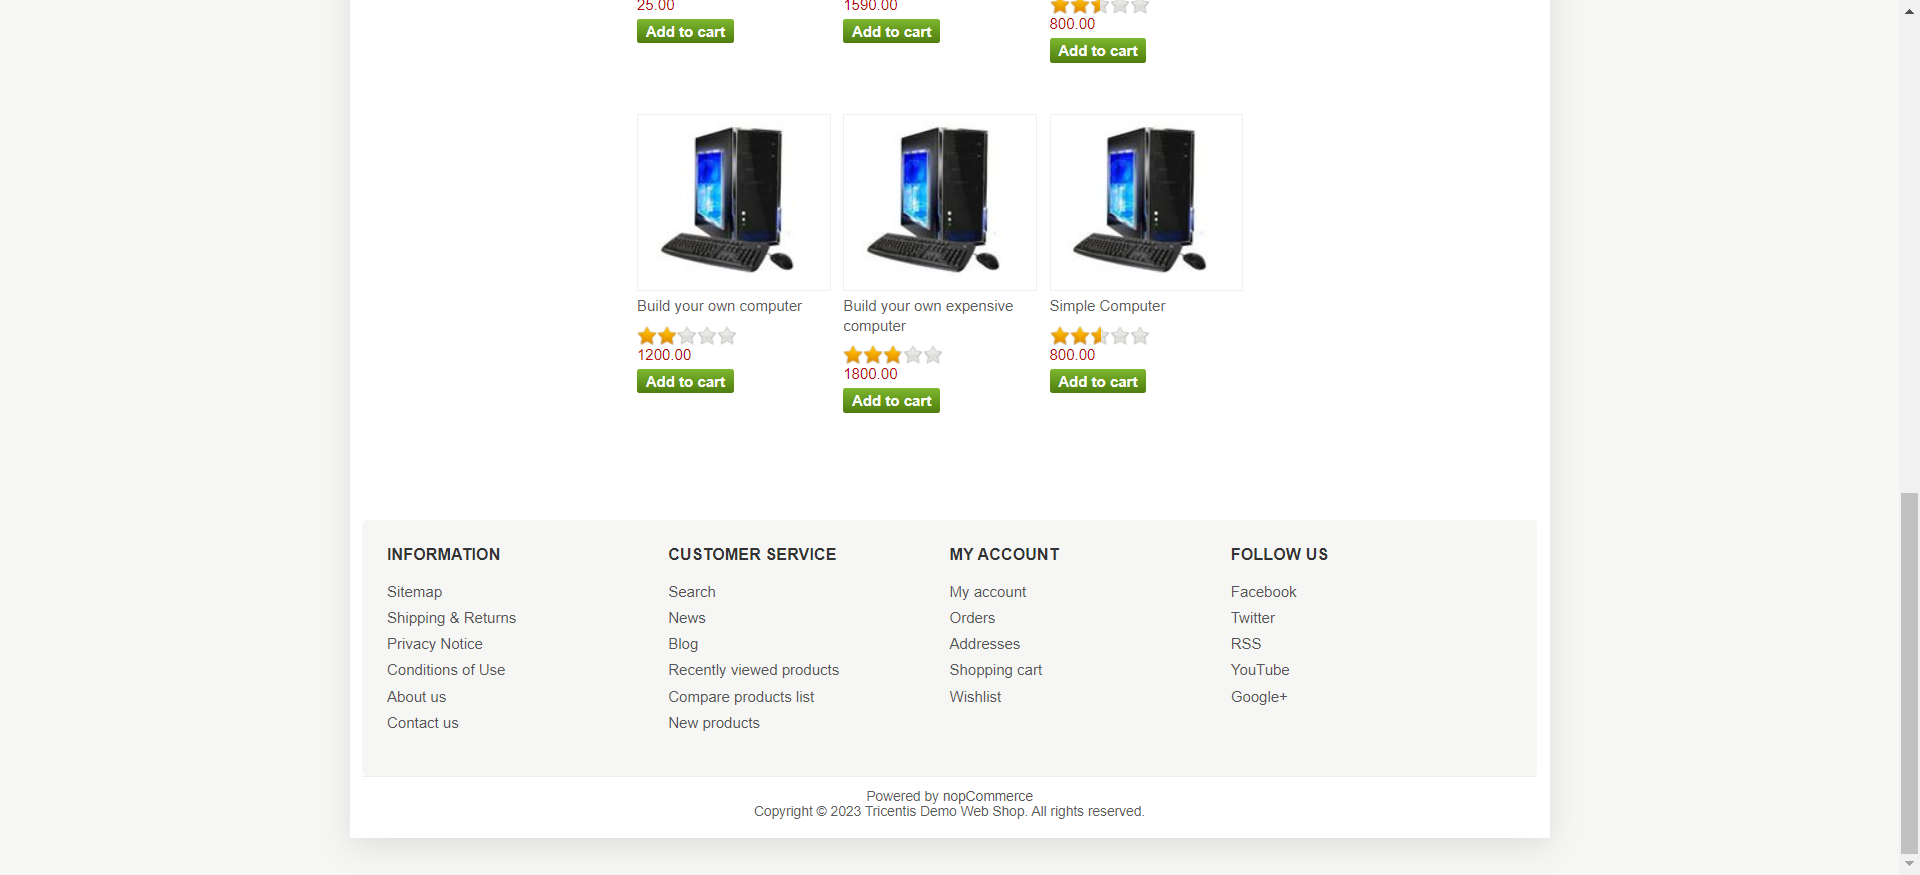 25.00
Add to cart
1590.00
Add to cart
800.00
Add to cart
Build your own computer
1200.00
Add to cart
Build your own expensive
computer
1800.00
Add to cart
Simple Computer
800.00
Add to cart
INFORMATION
Sitemap
Shipping & Returns
Privacy Notice
Conditions of Use
About us
Contact us
CUSTOMER SERVICE
Search
News
Blog
Recently viewed products
Compare products list
New products
MY ACCOUNT
My account
Orders
Addresses
Shopping cart
Wishlist
FOLLOW US
Facebook
Twitter
RSS
YouTube
Google+
Powered by nopCommerce
Copyright © 2023 Tricentis Demo Web Shop. All rights reserved.